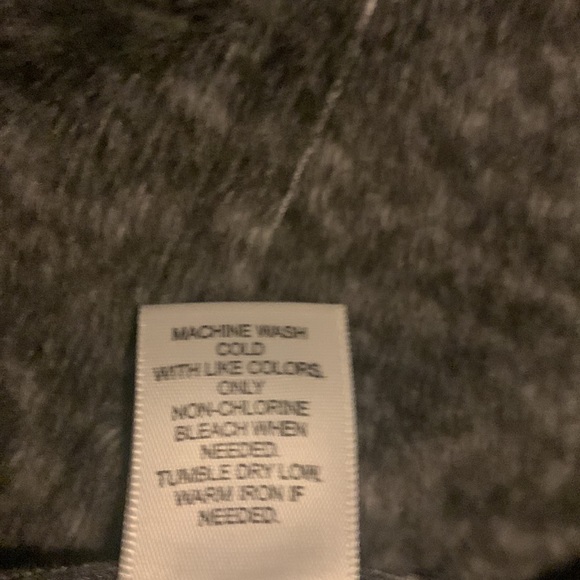 MACHINE WASH
COLD
WITH LIKE COLORS.
ONLY
NON-CHLORINE
BLEACH WHEN
NEEDED.
TUMBLE DRY LOW,
WARM IRON IF
NEEDED.